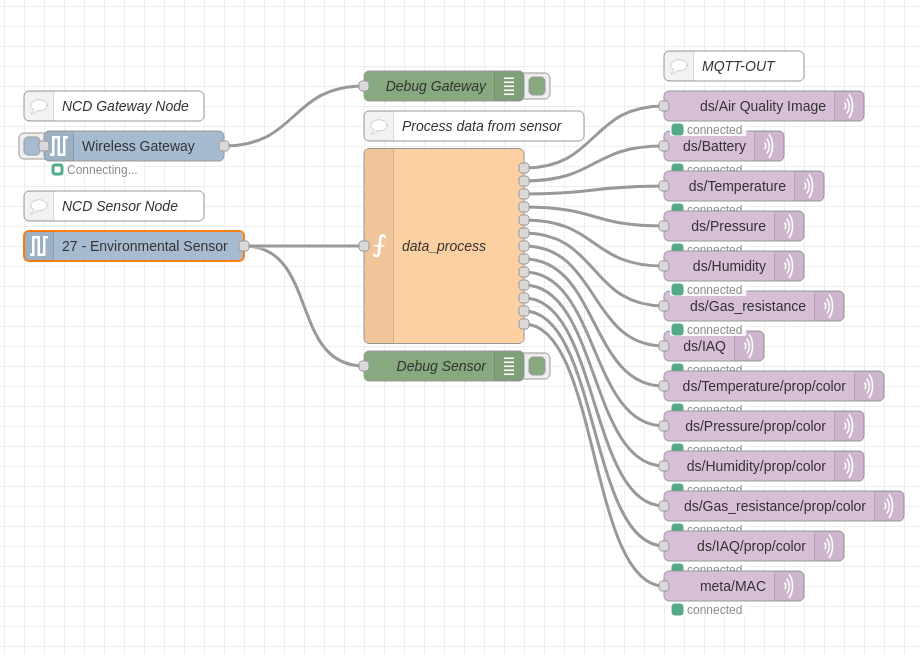 NCD Gateway Node
Wireless Gateway
Connecting...
NCD Sensor Node
27 - Environmental Sensor
Debug Gateway
Process data from sensor
data_process
Debug Sensor
MQTT-OUT
ds/Air Quality Image
connected
ds/Battery
connected
ds/Temperature
connected
ds/Pressure
connected
ds/Humidity
connected
ds/Gas_resistance
connected
ds/IAQ
connected
ds/Temperature/prop/color
connected
ds/Pressure/prop/color
connected
ds/Humidity/prop/color
connected
ds/Gas_resistance/prop/color
connected
ds/IAQ/prop/color
connected
meta/MAC
connected